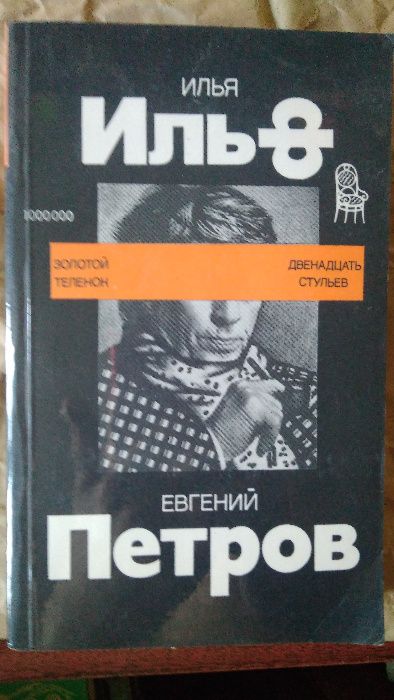 ИЛЬЯ
Ильф
1000000
ЗОЛОТОЙ
ТЕЛЕНОК
ДВЕНАДЦАТЬ
СТУЛЬЕВ
ЕВГЕНИЙ
Петров